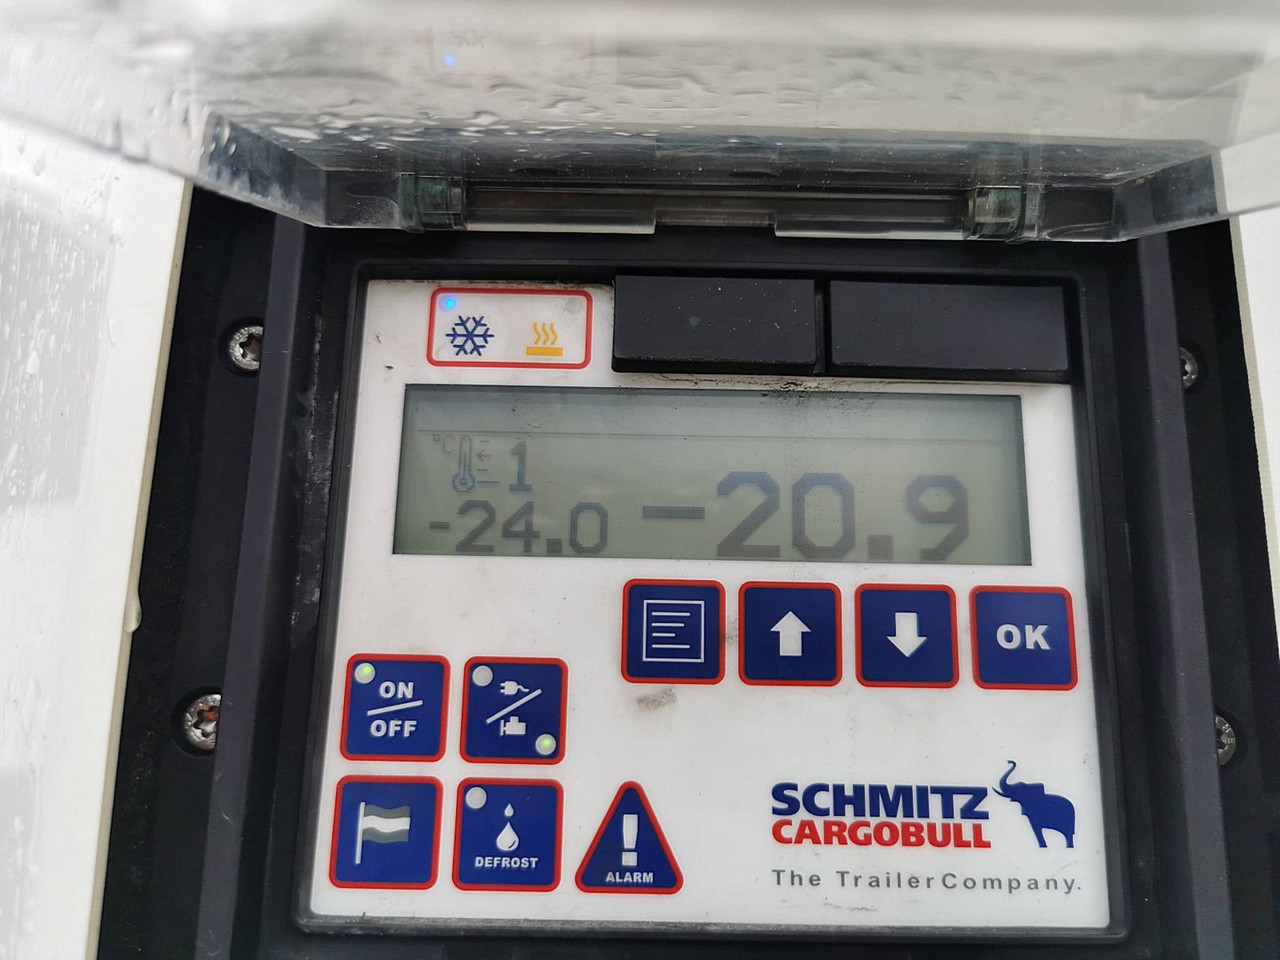 °C 1
-24.0 -20.9
OK
ON
OFF
DEFROST
ALARM
SCHMITZ
CARGOBULL
The TrailerCompany.